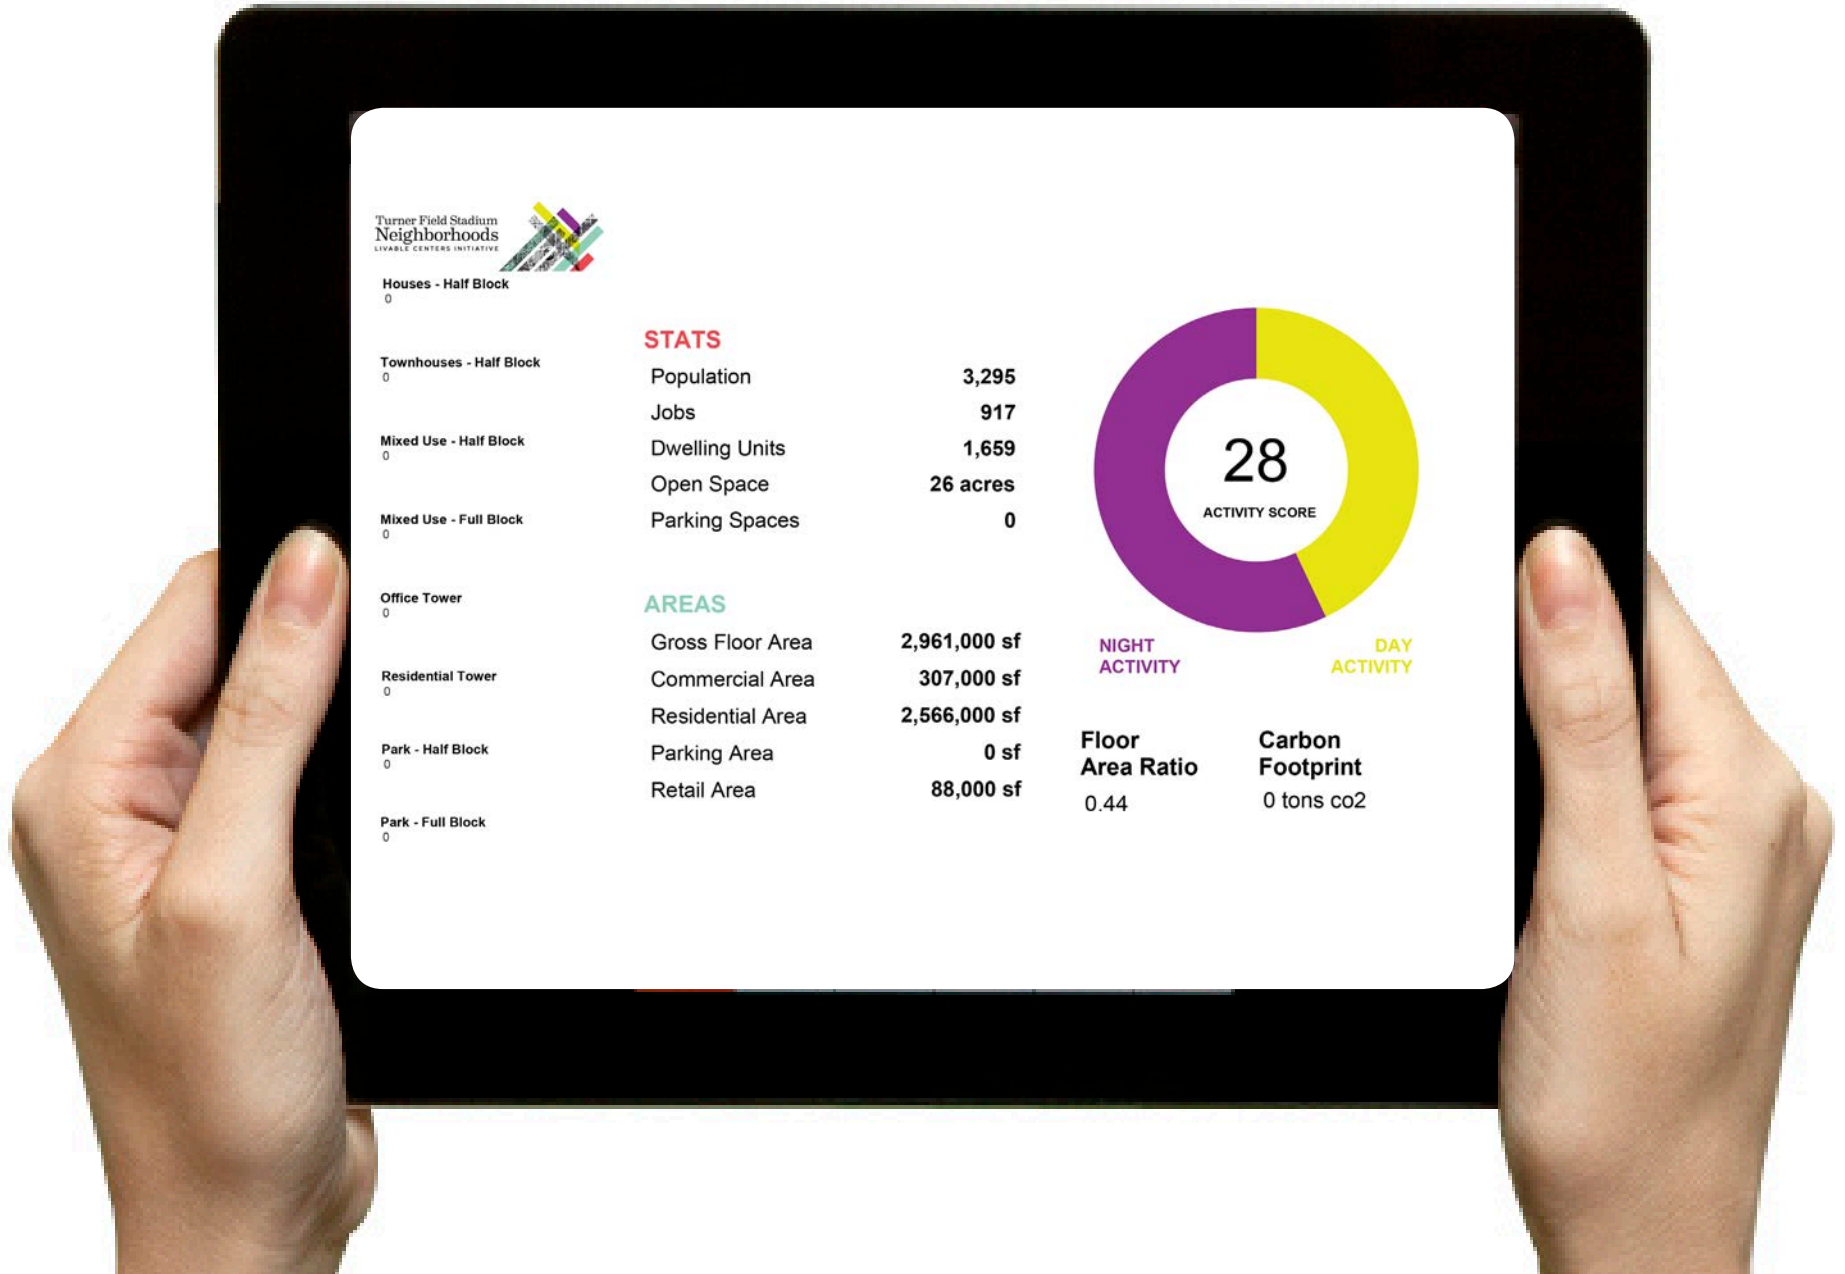 Turner Field Stadium
Neighborhoods
LIVABLE CENTERS INITIATIVE
Houses - Half Block
0
Townhouses - Half Block
0
Mixed Use - Half Block
0
Mixed Use - Full Block
0
Office Tower
0
Residential Tower
0
Park - Half Block
0
Park - Full Block
0
STATS
Population 3,295
Jobs 917
Dwelling Units 1,659
Open Space 26 acres
Parking Spaces 0
AREAS
Gross Floor Area 2,961,000 sf
Commercial Area 307,000 sf
Residential Area 2,566,000 sf
Parking Area 0 sf
Retail Area 88,000 sf
28
ACTIVITY SCORE
NIGHT
ACTIVITY
DAY
ACTIVITY
Floor
Area Ratio
0.44
Carbon
Footprint
0 tons co2